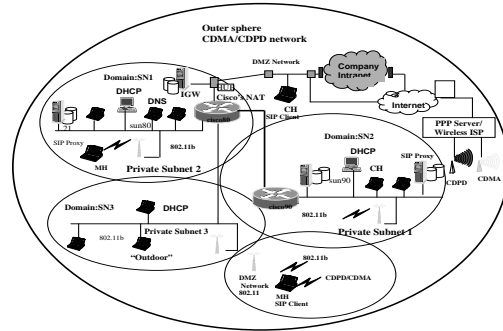 Outer sphere
CDMA/CDPD network
DMZ Network
Company
Intranet
Domain:SN1
IGW
DHCP
DNS
Cisco's NAT
CH
SIP Client
Internet
PPP Server/
Wireless ISP
sun80
cisco80
Domain:SN2
SIP Proxy
MH
802.11b
Private Subnet 2
DHCP
CH
SIP Proxy
sun90
CDPD
CDMA
Domain:SN3
DHCP
cisco90
802.11b
Private Subnet 1
802.11b
Private Subnet 3
"Outdoor"
802.11b
DMZ
Network
802.11
CDPD/CDMA
MH
SIP Client